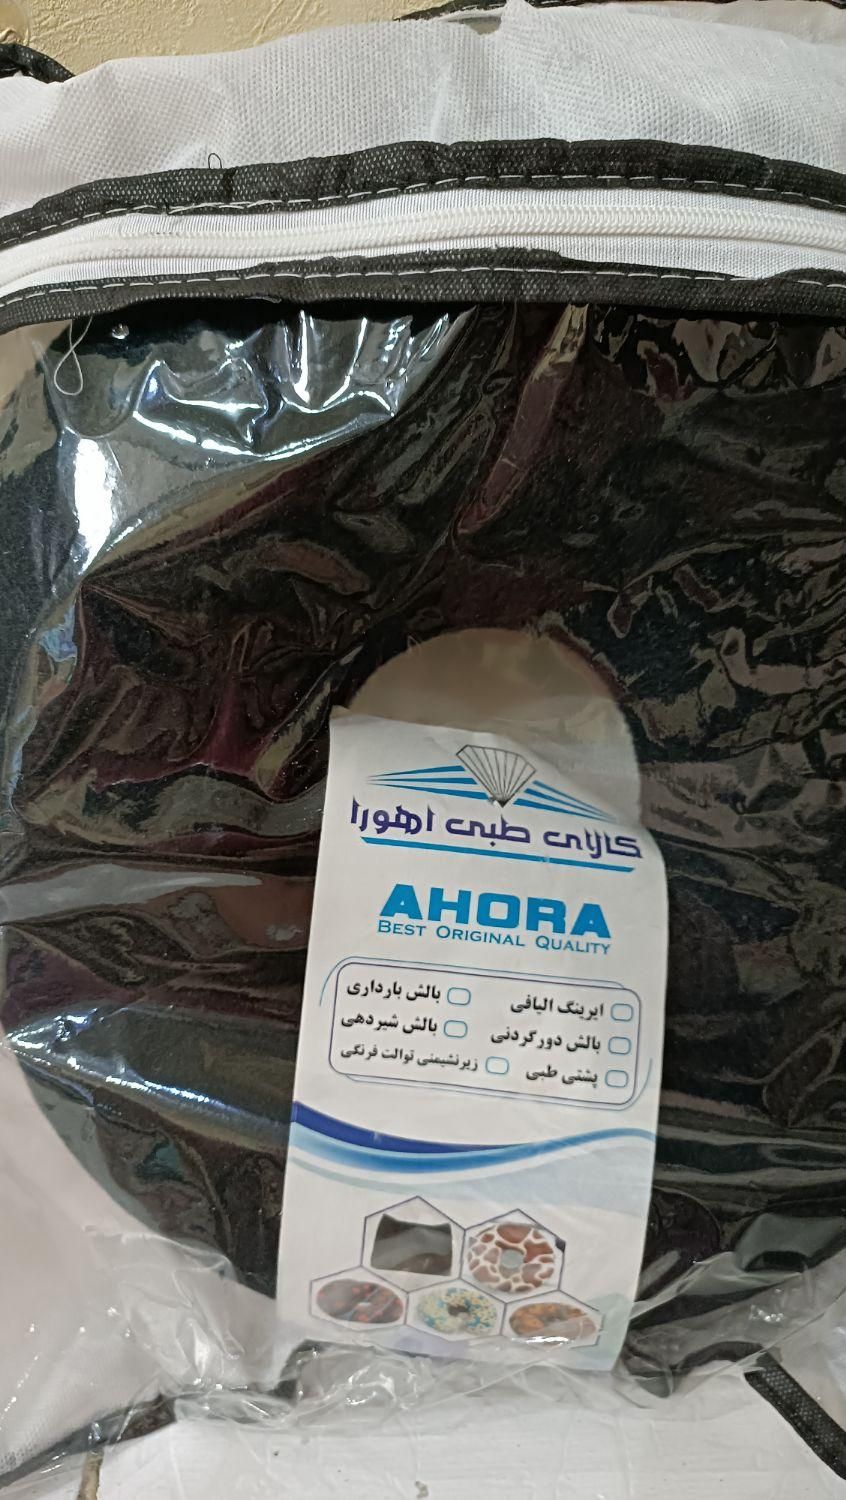 کالای طبی اهورا
AHORA
BEST ORIGINAL QUALITY
ایرینگ الیافی بالش بارداری
بالش دورگردنی بالش شیردهی
پشتی طبی زیرنشیمنی توالت فرنگی